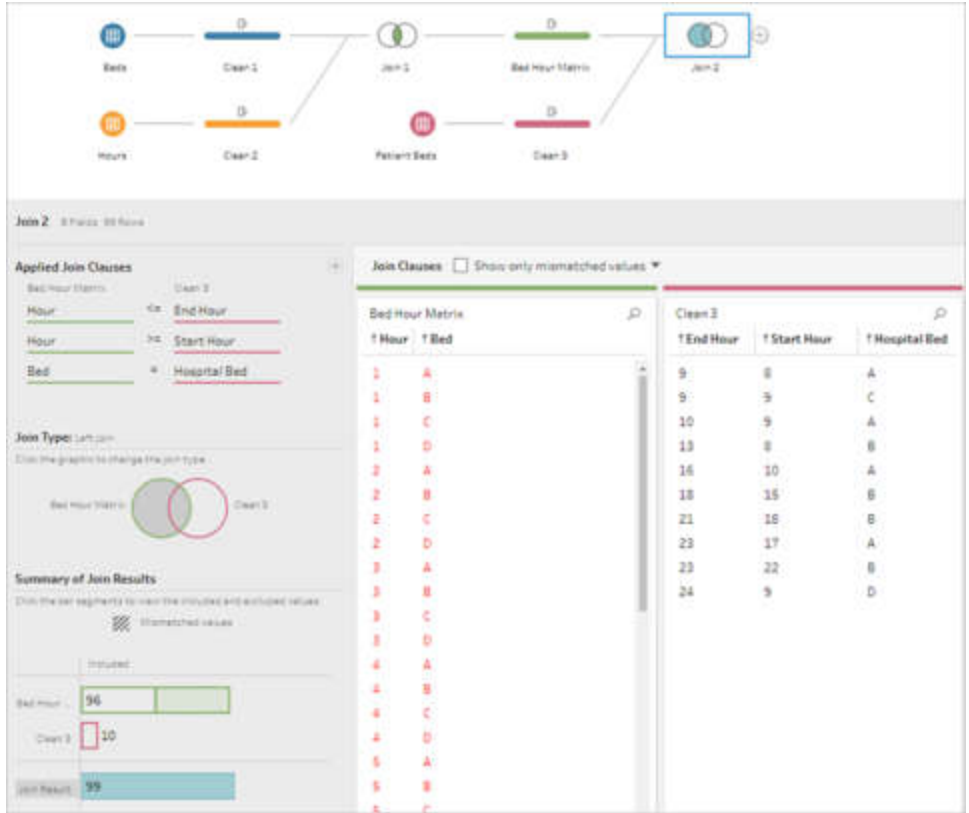 Beds
Clean 1
Join 1
Bed Hour Matrix
Join 2
Hours
Clean 2
Patient Beds
Clean 3
Join 2 8 Fields 99 Rows
Applied Join Clauses
Bed Hour Matrix Clean 3
Hour <= End Hour
Hour >= Start Hour
Bed = Hospital Bed
Join Type: Left Join
Click the graphic to change the join type.
Bed Hour Matrix Clean 3
Summary of Join Results
Click the bar segments to view the included and excluded values
Mismatched values
Included
Bed Hour ... 96
Clean 3 10
Join Result 99
Join Clauses Show only mismatched values
Bed Hour Matrix
Hour Bed
1 A
1 B
1 C
1 D
2 A
2 B
2 C
2 D
3 A
3 B
3 C
3 D
4 A
4 B
4 C
4 D
5 A
5 B
5 C
Clean 3
End Hour Start Hour Hospital Bed
9 8 A
9 9 C
10 9 A
13 8 B
16 10 A
18 15 B
21 18 B
23 17 A
23 22 B
24 9 D